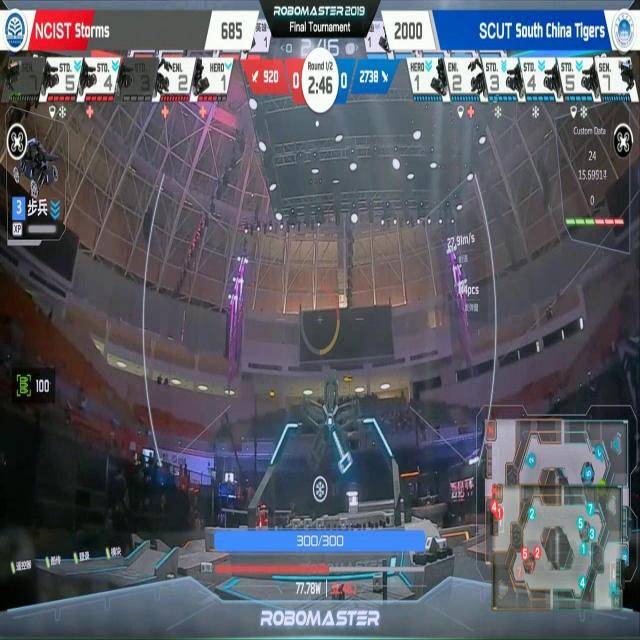 ROBOMASTER 2019
Final Tournament
NCIST Storms
685
2000
SCUT South China Tigers
2:46
STD. 5
STD. 4
STD. 3
ENI. 2
HERO 1
920
0
Round 1/2
2:46
0
2738
HERO 1
ENI. 2
STD. 3
STD. 4
STD. 5
SEN. 7
Custom Data
24
0
3 步兵
XP
27.91m/s
100
300/300
77.78W
ROBOMASTER